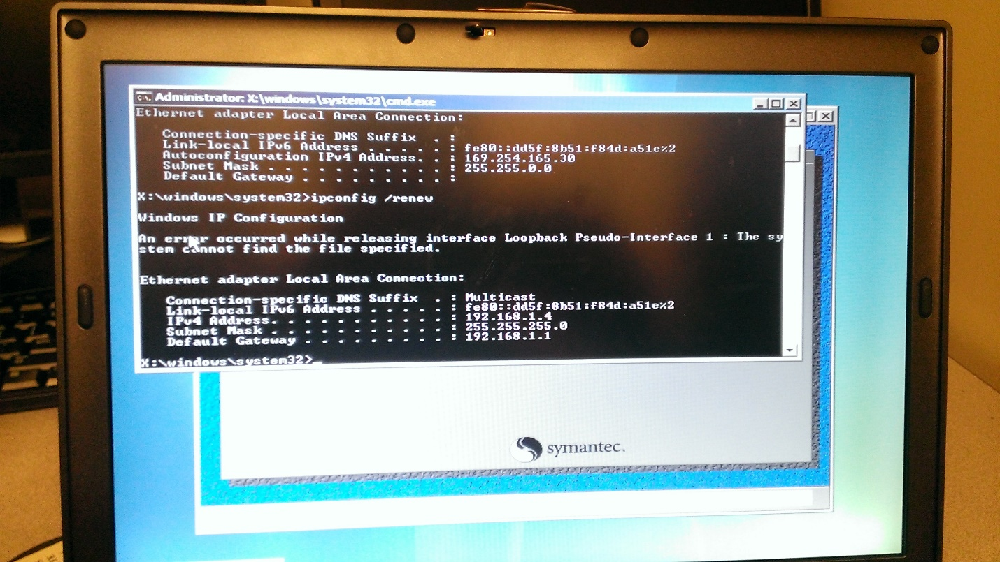 Administrator: X:\windows\system32\cmd.exe
Ethernet adapter Local Area Connection:
Connection-specific DNS Suffix . :
Link-local IPv6 Address . . . . . : fe80::dd5f:8b51:f84d:a51e%2
Autoconfiguration IPv4 Address. . : 169.254.165.30
Subnet Mask . . . . . . . . . . . : 255.255.0.0
Default Gateway . . . . . . . . . :
X:\windows\system32>ipconfig /renew
Windows IP Configuration
An error occurred while releasing interface Loopback Pseudo-Interface 1 : The sy
stem cannot find the file specified.
Ethernet adapter Local Area Connection:
Connection-specific DNS Suffix . : Multicast
Link-local IPv6 Address . . . . . : fe80::dd5f:8b51:f84d:a51e%2
IPv4 Address. . . . . . . . . . . : 192.168.1.4
Subnet Mask . . . . . . . . . . . : 255.255.255.0
Default Gateway . . . . . . . . . : 192.168.1.1
X:\windows\system32>_
symantec.